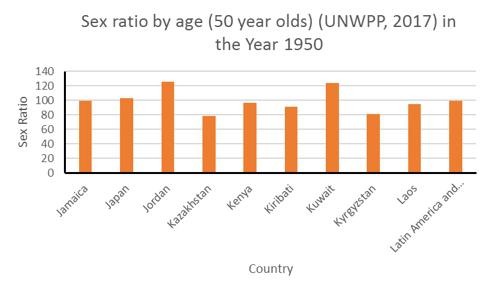 Sex ratio by age (50 year olds) (UNWPP, 2017) in
the Year 1950
Sex Ratio
140
120
100
80
60
40
20
0
Jamaica
Japan
Jordan
Kazakhstan
Kenya
Kiribati
Kuwait
Kyrgyzstan
Laos
Latin America and...
Country